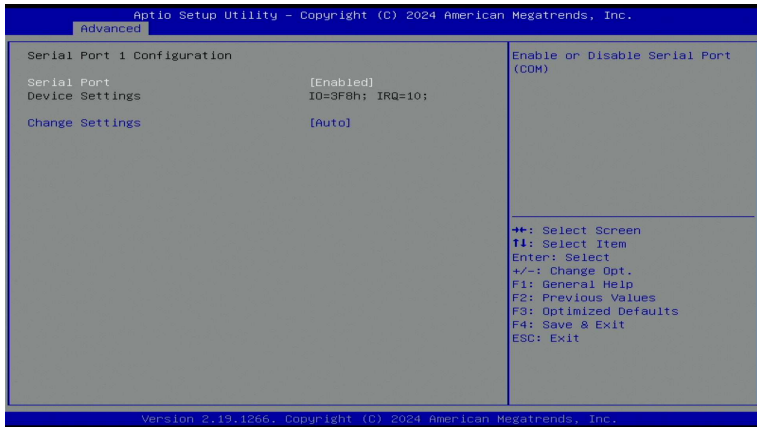 Aptio Setup Utility – Copyright (C) 2024 American Megatrends, Inc.
Advanced
Serial Port 1 Configuration
Serial Port [Enabled]
Device Settings IO=3F8h; IRQ=10;
Change Settings [Auto]
Enable or Disable Serial Port
(COM)
→←: Select Screen
↑↓: Select Item
Enter: Select
+/-: Change Opt.
F1: General Help
F2: Previous Values
F3: Optimized Defaults
F4: Save & Exit
ESC: Exit
Version 2.19.1266. Copyright (C) 2024 American Megatrends, Inc.